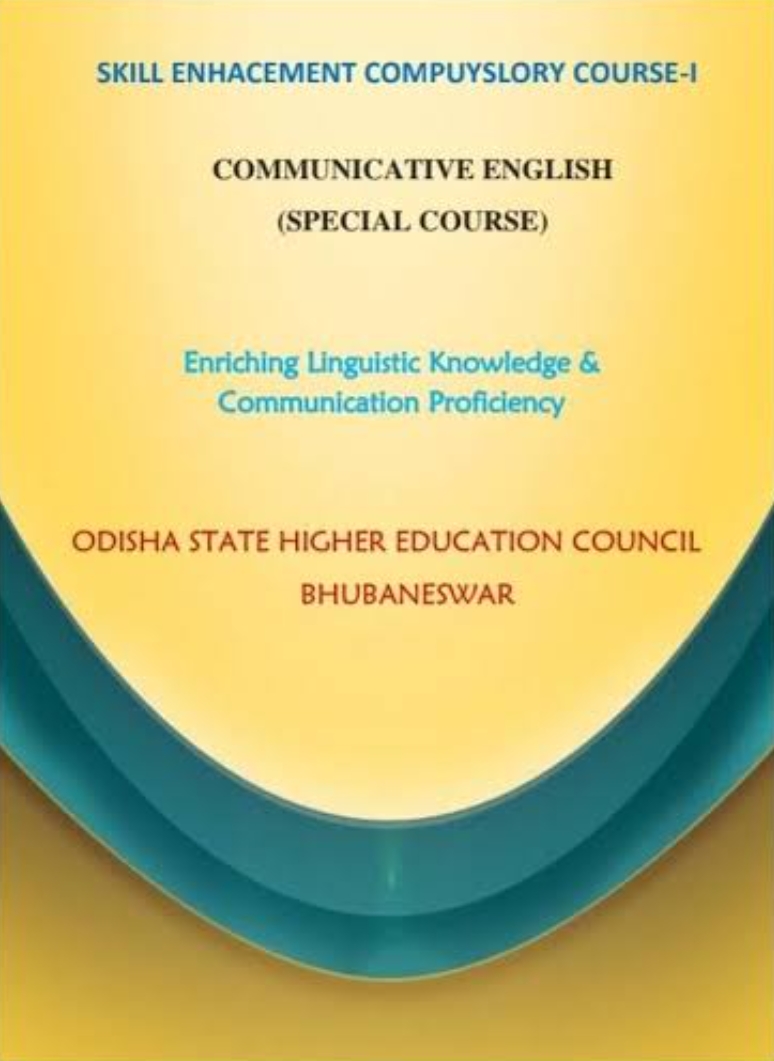 SKILL ENHACEMENT COMPUYSLORY COURSE-I
COMMUNICATIVE ENGLISH
(SPECIAL COURSE)
Enriching Linguistic Knowledge &
Communication Proficiency
ODISHA STATE HIGHER EDUCATION COUNCIL
BHUBANESWAR